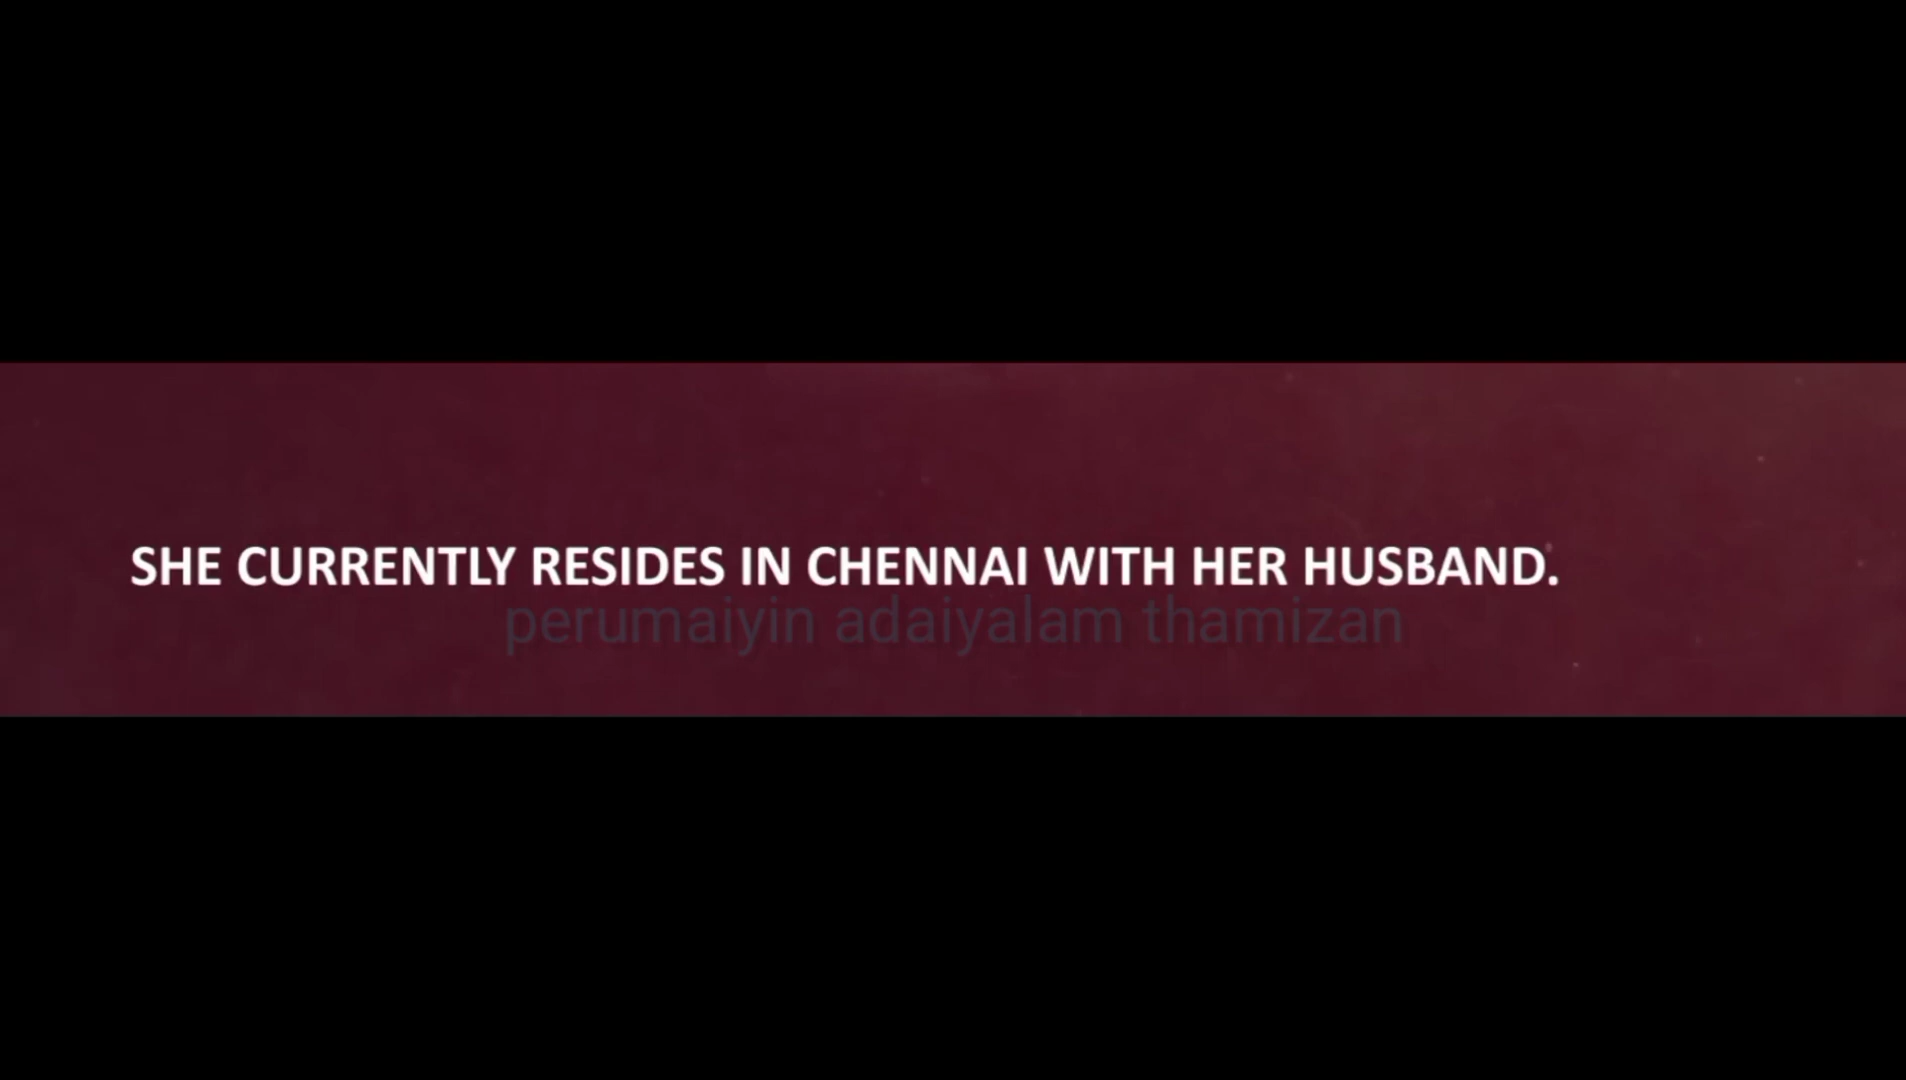 SHE CURRENTLY RESIDES IN CHENNAI WITH HER HUSBAND.
perumaiyin adaiyalam thamizan